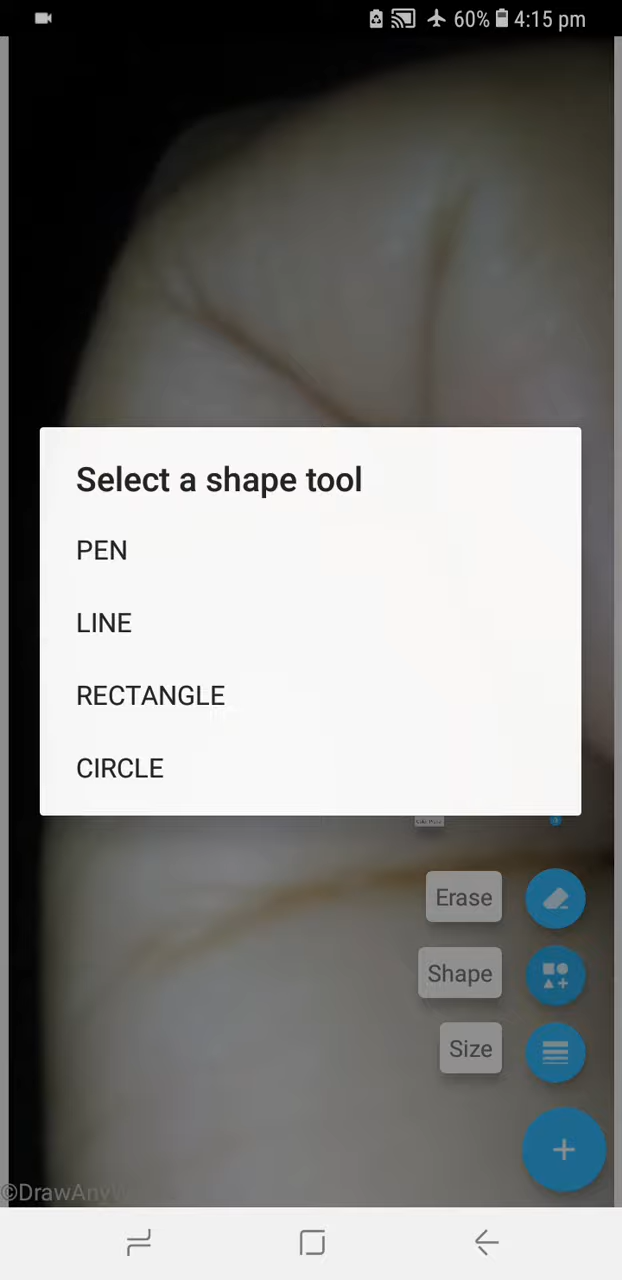 60% 4:15 pm
Select a shape tool
PEN
LINE
RECTANGLE
CIRCLE
Erase
Shape
Size
+
©DrawAny